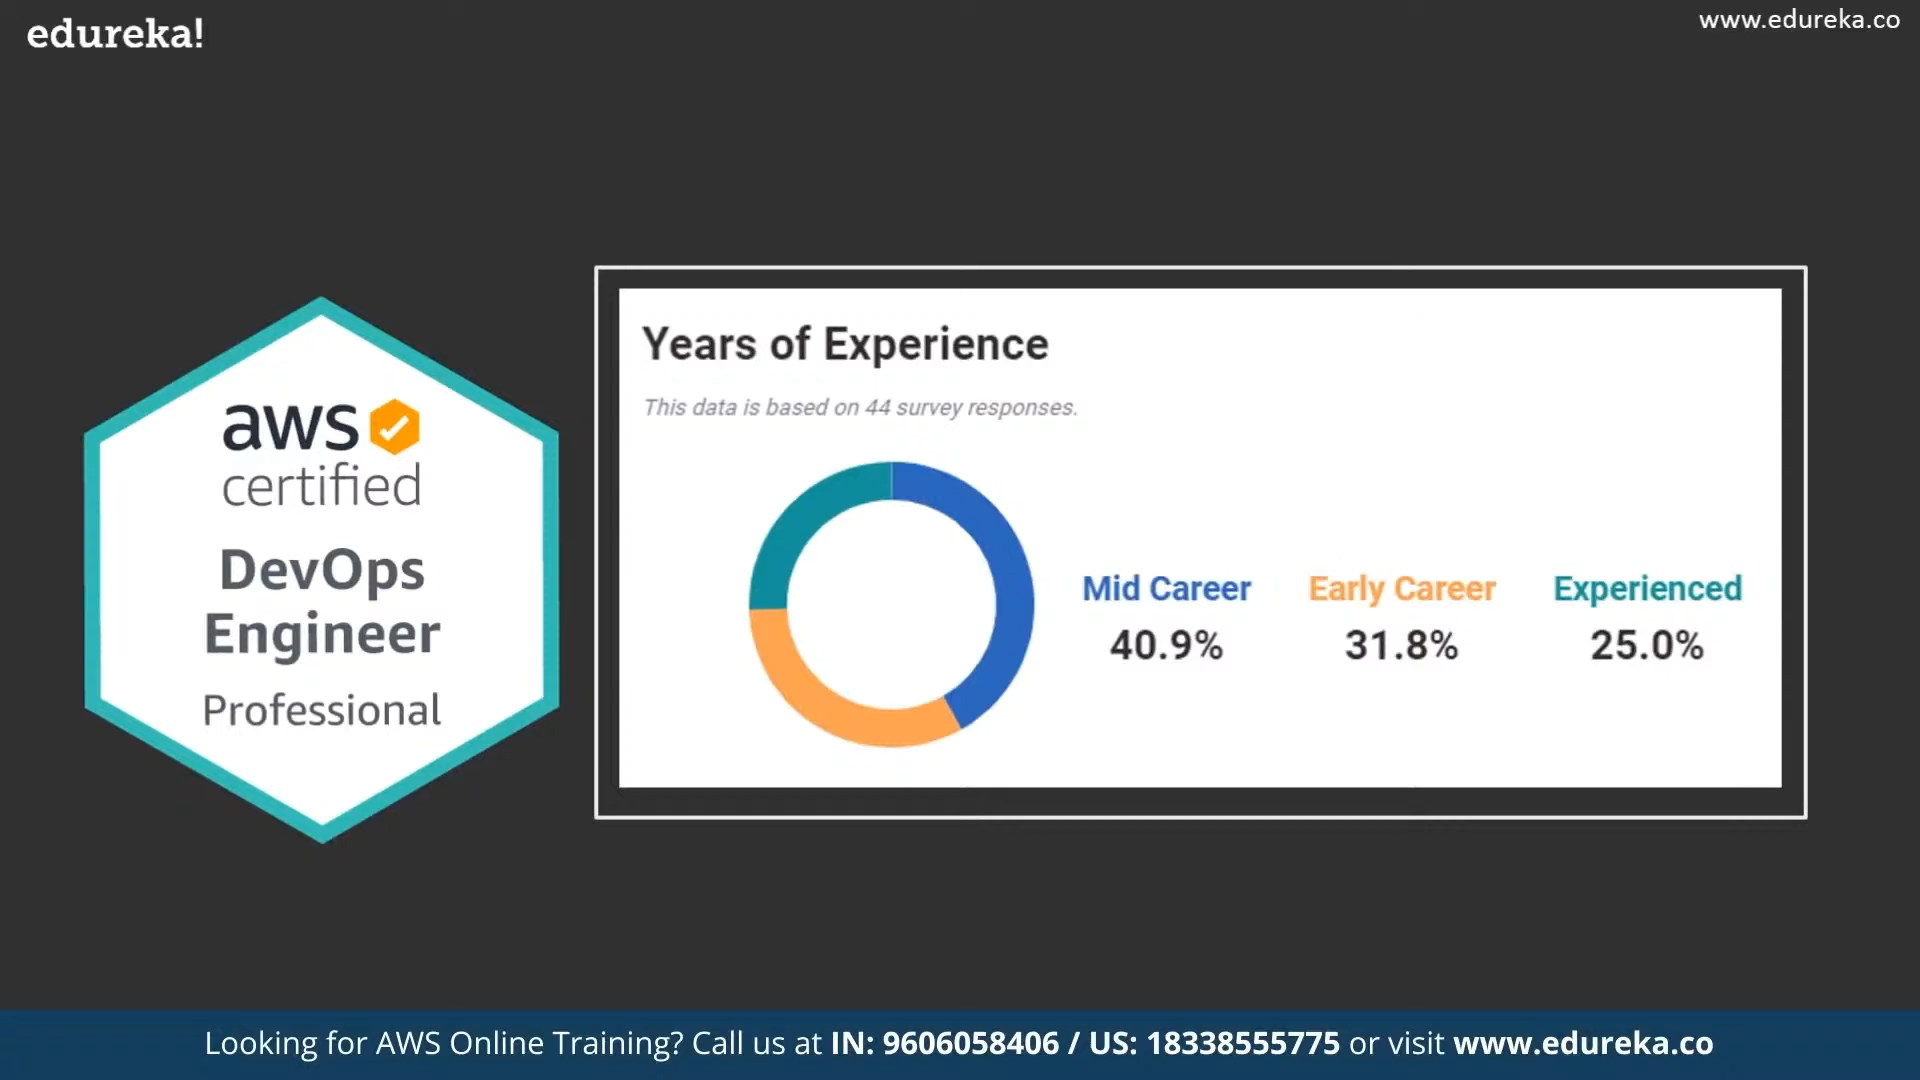 edureka!
www.edureka.co
aws
certified
DevOps
Engineer
Professional
Years of Experience
This data is based on 44 survey responses.
Mid Career Early Career Experienced
40.9% 31.8% 25.0%
Looking for AWS Online Training? Call us at IN: 9606058406 / US: 18338555775 or visit www.edureka.co